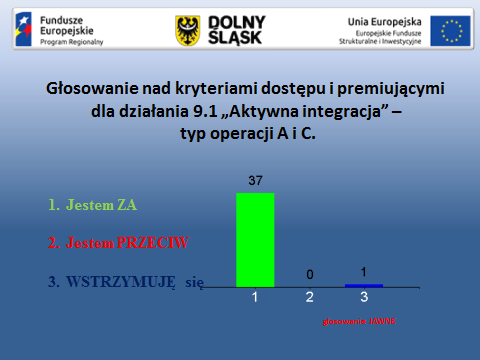 Fundusze
Europejskie
Program Regionalny
DOLNY
ŚLĄSK
Unia Europejska
Europejskie Fundusze
Strukturalne i Inwestycyjne
Głosowanie nad kryteriami dostępu i premiującymi
dla działania 9.1 „Aktywna integracja” –
typ operacji A i C.
1. Jestem ZA
2. Jestem PRZECIW
3. WSTRZYMUJĘ się
37
0
1
1
2
3
głosowanie JAWNE